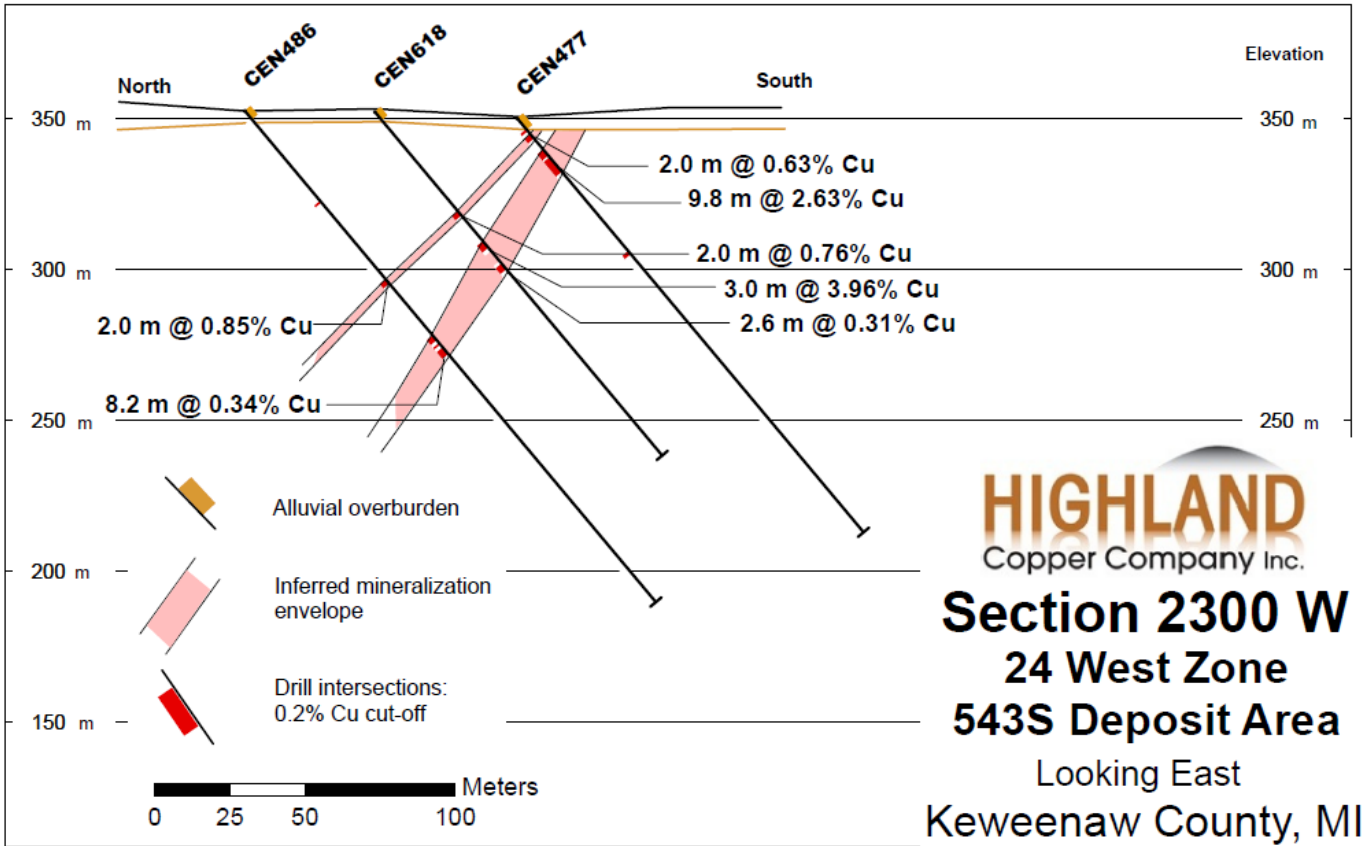 CEN486
CEN618
CEN477
North
South
Elevation
350 m
350 m
2.0 m @ 0.63% Cu
9.8 m @ 2.63% Cu
2.0 m @ 0.76% Cu
300 m
300 m
3.0 m @ 3.96% Cu
2.0 m @ 0.85% Cu
2.6 m @ 0.31% Cu
8.2 m @ 0.34% Cu
250 m
250 m
Alluvial overburden
200 m
Inferred mineralization
envelope
Drill intersections:
0.2% Cu cut-off
150 m
Meters
0 25 50 100
HIGHLAND
Copper Company Inc.
Section 2300 W
24 West Zone
543S Deposit Area
Looking East
Keweenaw County, MI